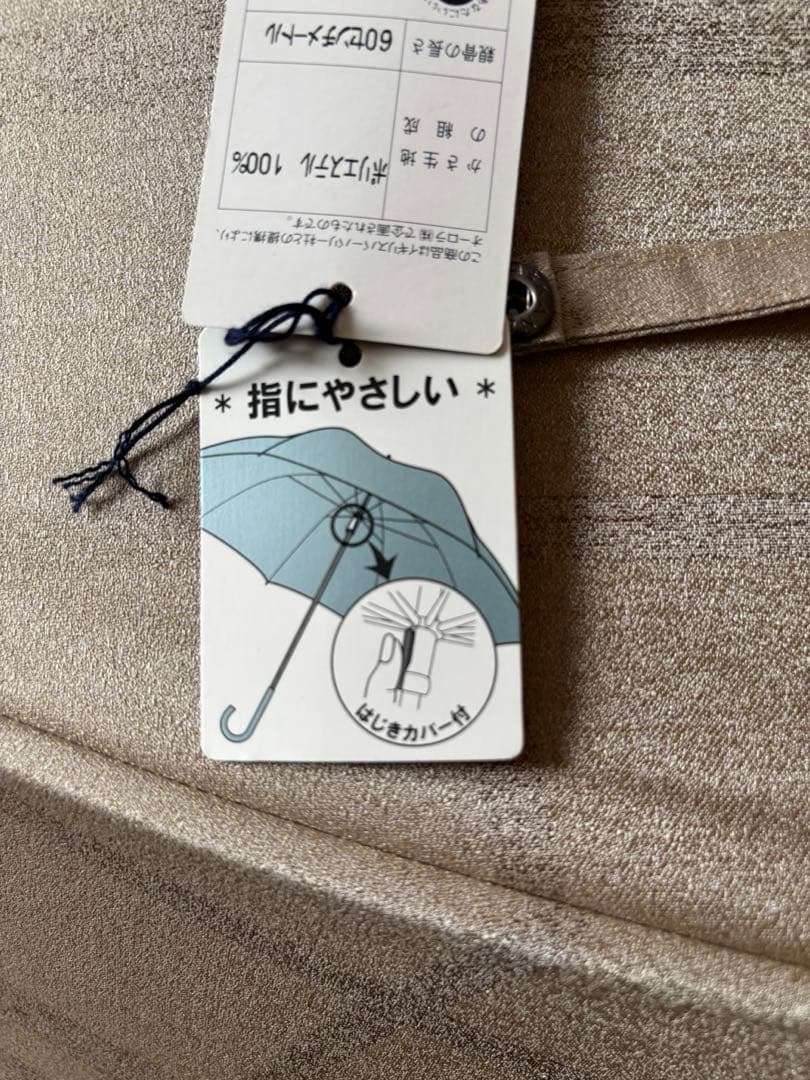 この商品はイギリスバーバリー社との提携により、
オーロラ(株)で企画されたものです。
かさ生地
の組成
ポリエステル 100%
親骨の長さ
60センチメートル
* 指にやさしい *
はじきカバー付